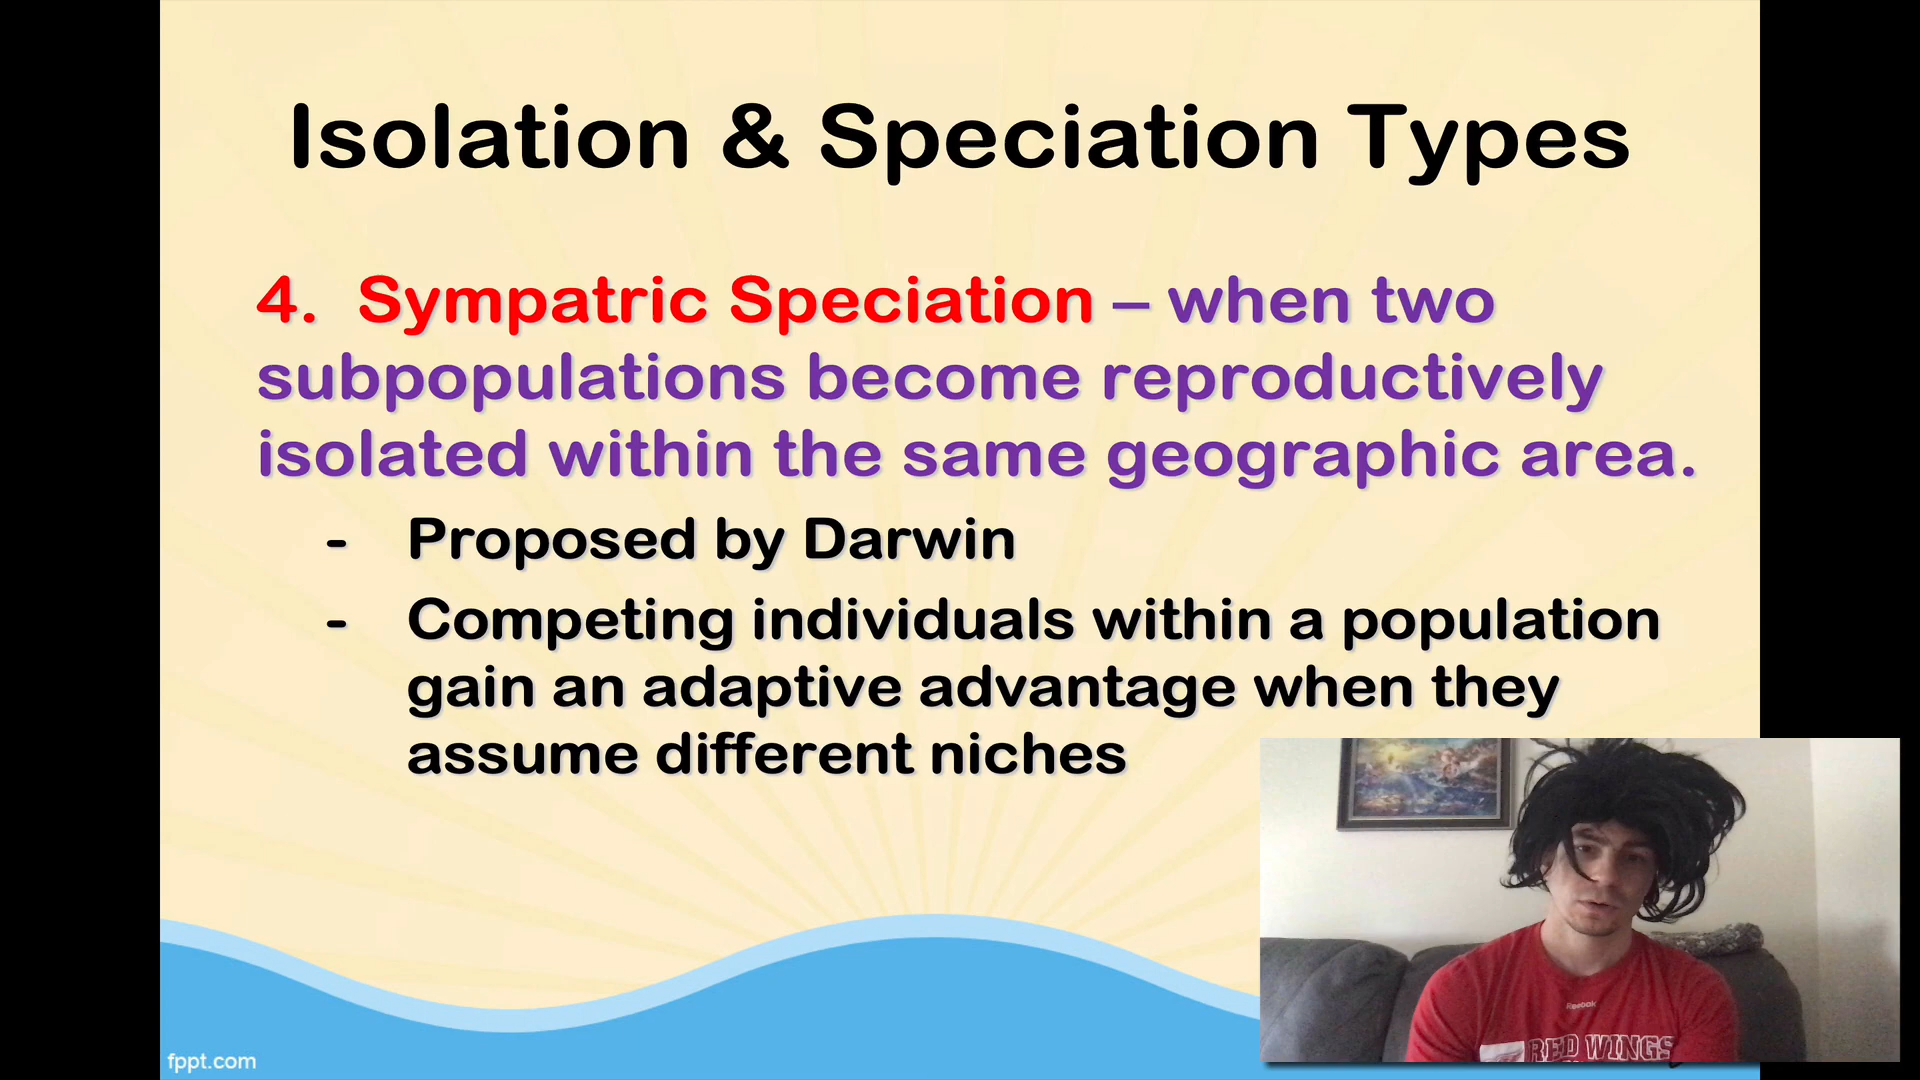 Isolation & Speciation Types
4. Sympatric Speciation – when two
subpopulations become reproductively
isolated within the same geographic area.
- Proposed by Darwin
- Competing individuals within a population
gain an adaptive advantage when they
assume different niches
Reebok
RED WINGS
fppt.com